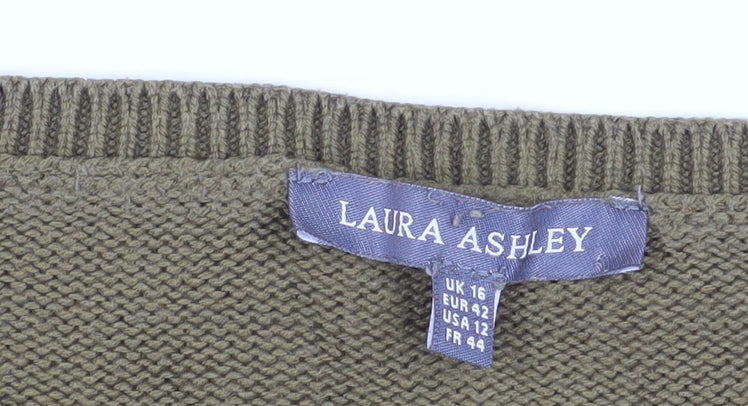 LAURA ASHLEY
UK 16
EUR 42
USA 12
FR 44